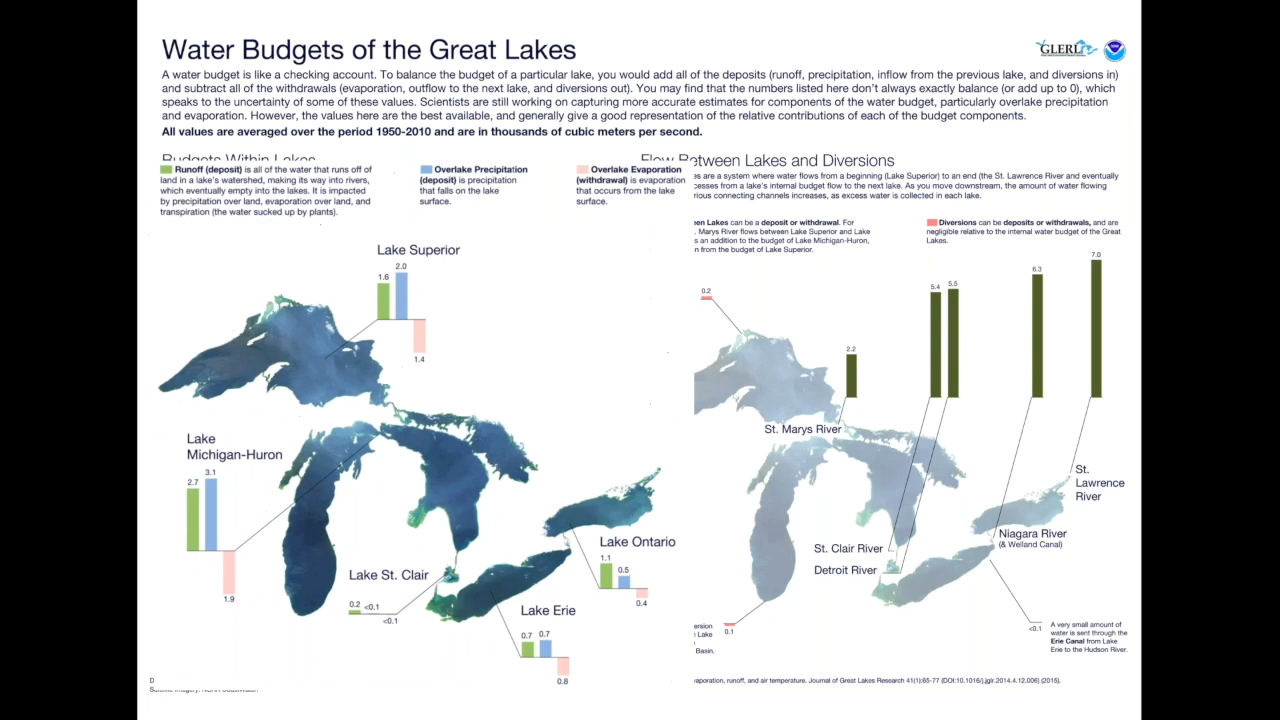 Water Budgets of the Great Lakes
GLERL
A water budget is like a checking account. To balance the budget of a particular lake, you would add all of the deposits (runoff, precipitation, inflow from the previous lake, and diversions in)
and subtract all of the withdrawals (evaporation, outflow to the next lake, and diversions out). You may find that the numbers listed here don't always exactly balance (or add up to 0), which
speaks to the uncertainty of some of these values. Scientists are still working on capturing more accurate estimates for components of the water budget, particularly overlake precipitation
and evaporation. However, the values here are the best available, and generally give a good representation of the relative contributions of each of the budget components.
All values are averaged over the period 1950-2010 and are in thousands of cubic meters per second.
Budgets Within Lakes
Runoff (deposit) is all of the water that runs off of
land in a lake's watershed, making its way into rivers,
which eventually empty into the lakes. It is impacted
by precipitation over land, evaporation over land, and
transpiration (the water sucked up by plants).
Overlake Precipitation
(deposit) is precipitation
that falls on the lake
surface.
Overlake Evaporation
(withdrawal) is evaporation
that occurs from the lake
surface.
Lake Superior
1.6
2.0
1.4
Lake
Michigan-Huron
2.7
3.1
1.9
Lake St. Clair
0.2
<0.1
<0.1
Lake Erie
0.7
0.7
0.8
Lake Ontario
1.1
0.5
0.4
D
Flow Between Lakes and Diversions
es are a system where water flows from a beginning (Lake Superior) to an end (the St. Lawrence River and eventually
cesses from a lake's internal budget flow to the next lake. As you move downstream, the amount of water flowing
rious connecting channels increases, as excess water is collected in each lake.
en Lakes can be a deposit or withdrawal. For
. Marys River flows between Lake Superior and Lake
s an addition to the budget of Lake Michigan-Huron,
n from the budget of Lake Superior.
Diversions can be deposits or withdrawals, and are
negligible relative to the internal water budget of the Great
Lakes.
0.2
2.2
5.4
5.5
6.3
7.0
St. Marys River
St. Clair River
Detroit River
Niagara River
(& Welland Canal)
St.
Lawrence
River
ersion
Lake
Basin.
0.1
<0.1
A very small amount of
water is sent through the
Erie Canal from Lake
Erie to the Hudson River.
vaporation, runoff, and air temperature. Journal of Great Lakes Research 41(1):65-77 (DOI:10.1016/j.jglr.2014.4.12.006) (2015).